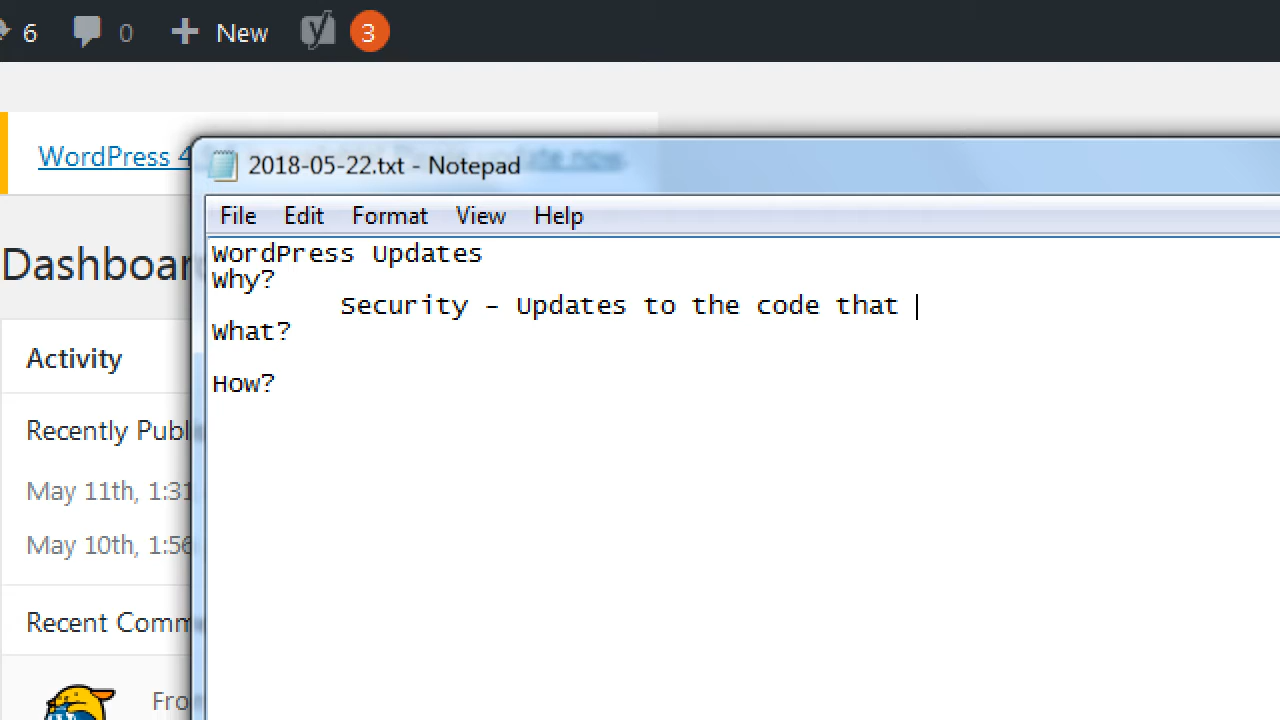 6 0 New 3
WordPress 4
update now.
2018-05-22.txt - Notepad
File Edit Format View Help
WordPress Updates
Why?
Security - Updates to the code that
What?
How?
Dashboar
Activity
Recently Publ
May 11th, 1:31
May 10th, 1:56
Recent Comm
Fro